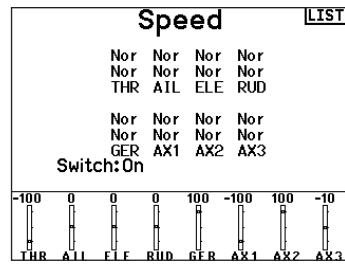 Speed
LIST
Nor Nor Nor Nor
Nor Nor Nor Nor
THR AIL ELE RUD
Nor Nor Nor Nor
Nor Nor Nor Nor
GER AX1 AX2 AX3
Switch:On
-100 0 0 0 100 -100 100 -10
THR AIL ELE RUD GER AX1 AX2 AX3